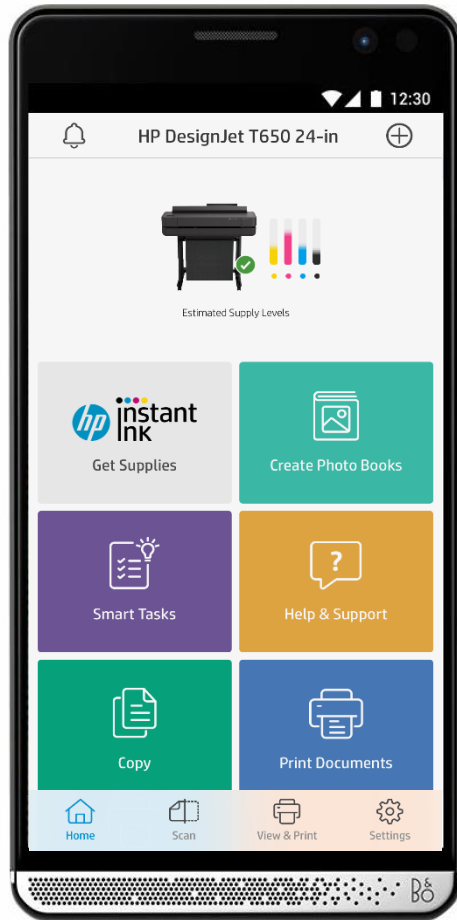 12:30
HP DesignJet T650 24-in
Estimated Supply Levels
hp instant
ink
Get Supplies
Create Photo Books
?
Smart Tasks
Help & Support
Copy
Print Documents
Home
Scan
View & Print
Settings
B&O